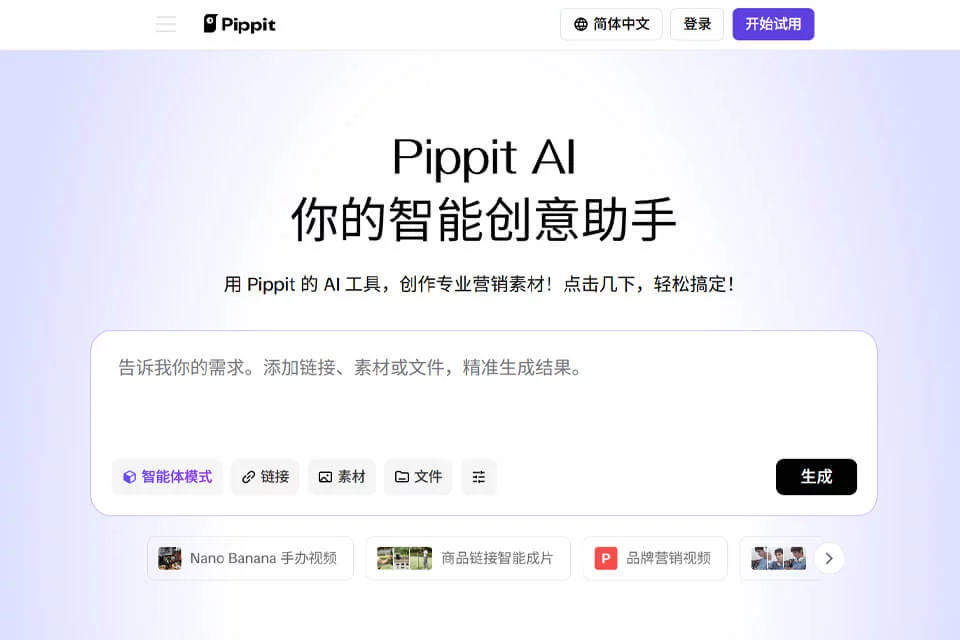 Pippit
简体中文
登录
开始试用
Pippit AI
你的智能创意助手
用 Pippit 的 AI 工具，创作专业营销素材！点击几下，轻松搞定！
告诉我你的需求。添加链接、素材或文件，精准生成结果。
智能体模式
链接
素材
文件
生成
Nano Banana 手办视频
商品链接智能成片
P
品牌营销视频